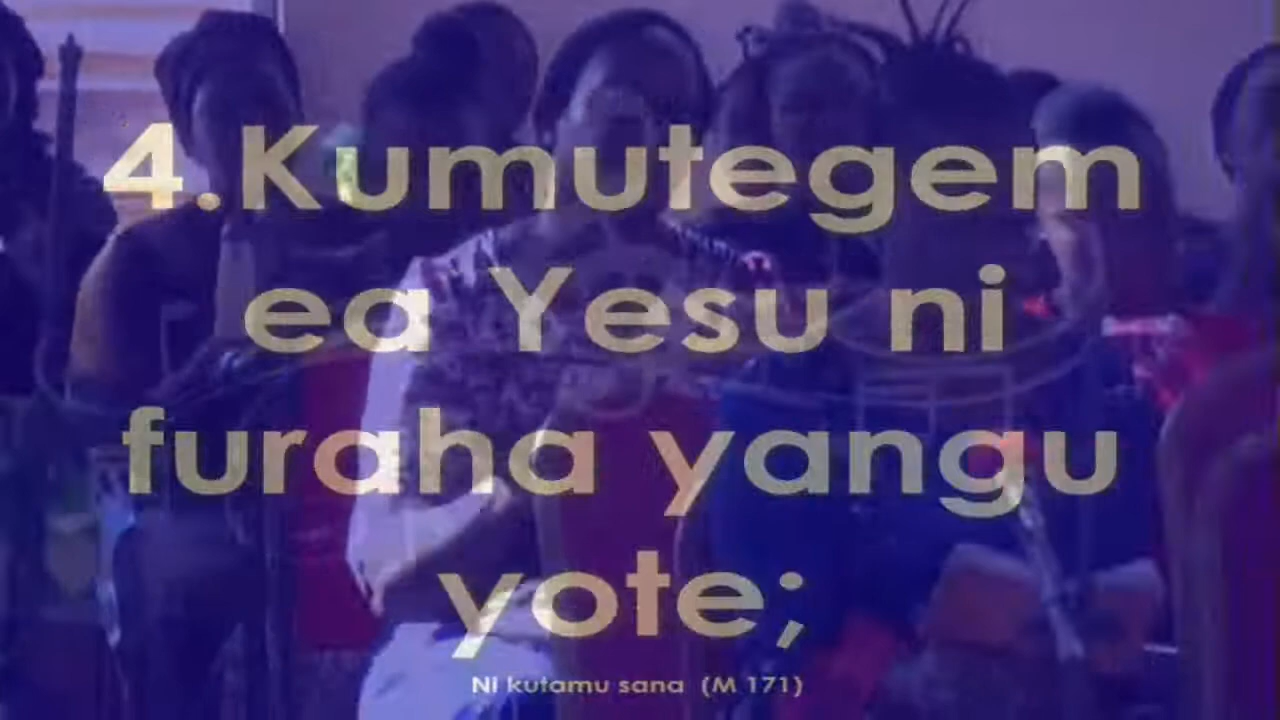 4.Kumutegem
ea Yesu ni
furaha yangu
yote;
Ni kutamu sana (M 171)